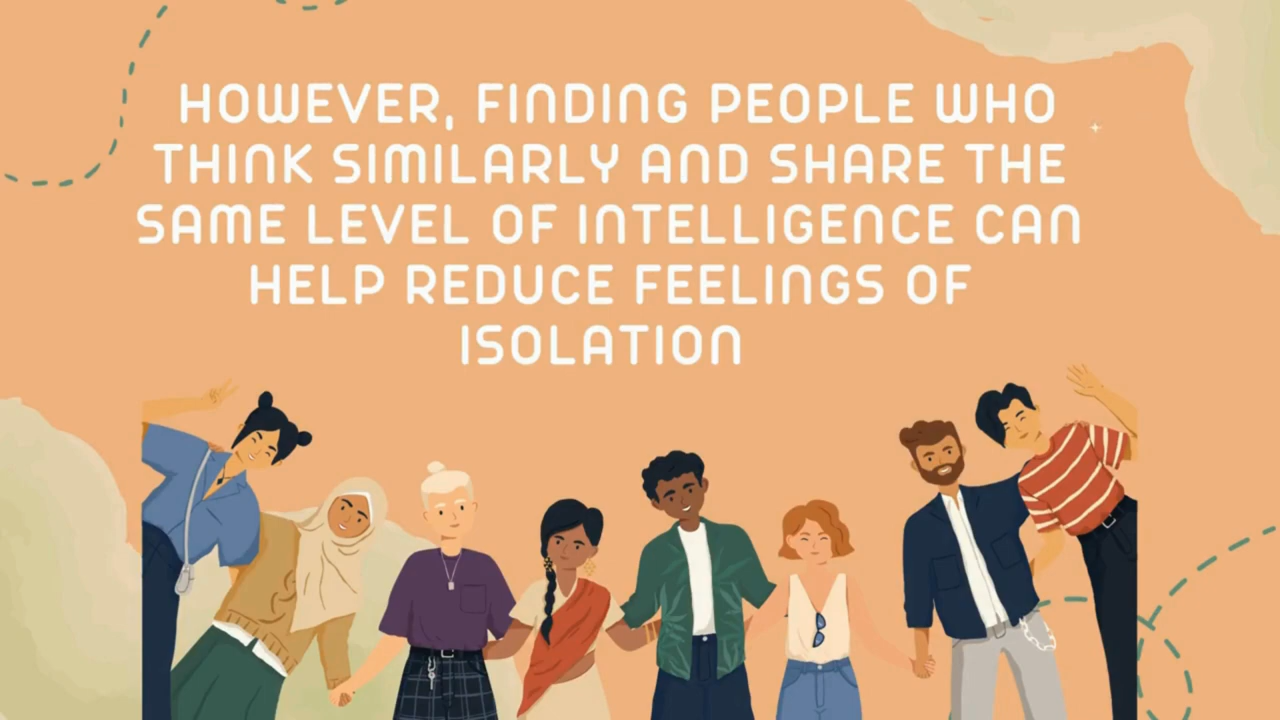 HOWEVER, FINDING PEOPLE WHO
THINK SIMILARLY AND SHARE THE
SAME LEVEL OF INTELLIGENCE CAN
HELP REDUCE FEELINGS OF
ISOLATION